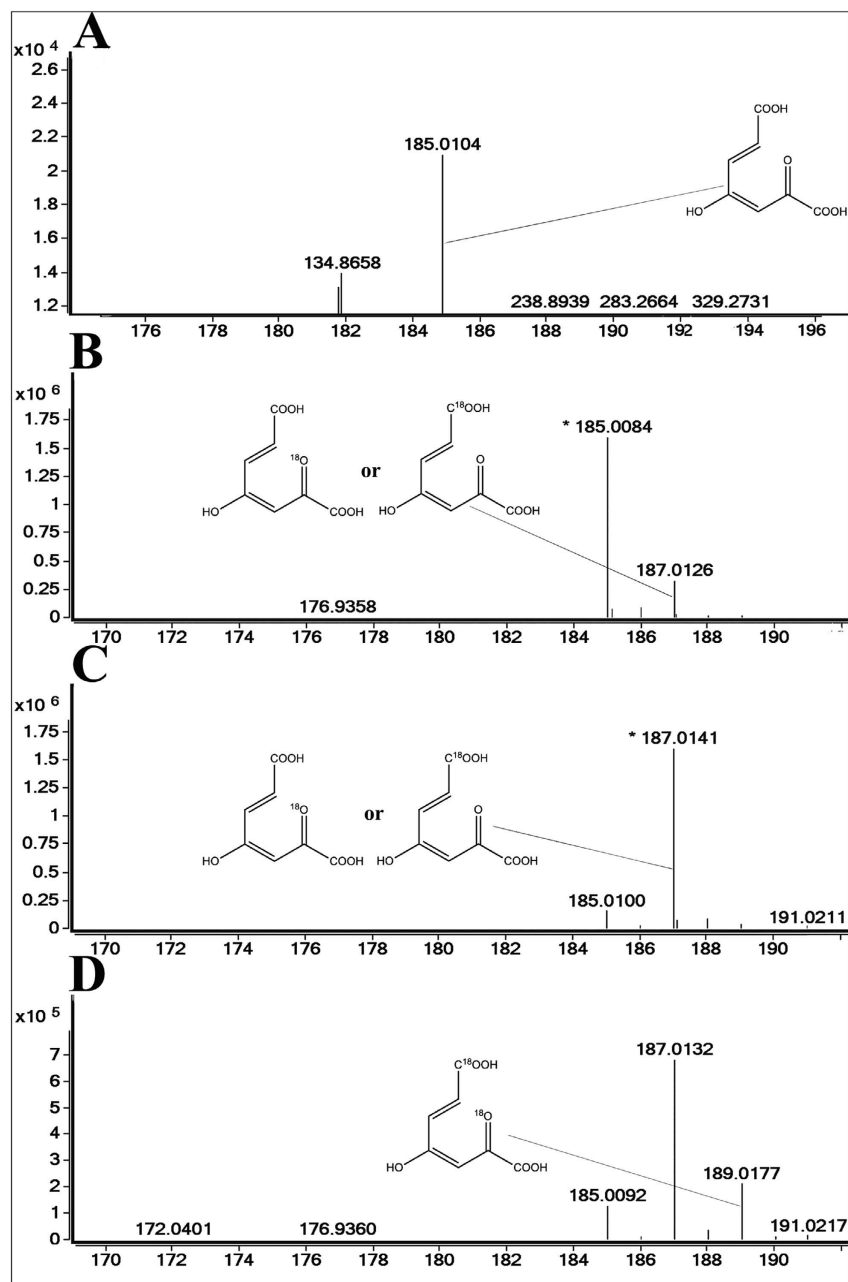 A
x10 4
2.6
2.4
2.2
2
1.8
1.6
1.4
1.2
185.0104
134.8658
238.8939 283.2664 329.2731
COOH
O
HO
COOH
176 178 180 182 184 186 188 190 192 194 196
B
x10 6
1.75
1.5
1.25
1
0.75
0.5
0.25
0
COOH
18O
HO
COOH
or
C18OOH
O
HO
COOH
* 185.0084
187.0126
176.9358
170 172 174 176 178 180 182 184 186 188 190
C
x10 6
1.75
1.5
1.25
1
0.75
0.5
0.25
0
COOH
18O
HO
COOH
or
C18OOH
O
HO
COOH
* 187.0141
185.0100
191.0211
170 172 174 176 178 180 182 184 186 188 190
D
x10 5
7
6
5
4
3
2
1
0
C18OOH
18O
HO
COOH
187.0132
189.0177
185.0092
172.0401
176.9360
191.0217
170 172 174 176 178 180 182 184 186 188 190